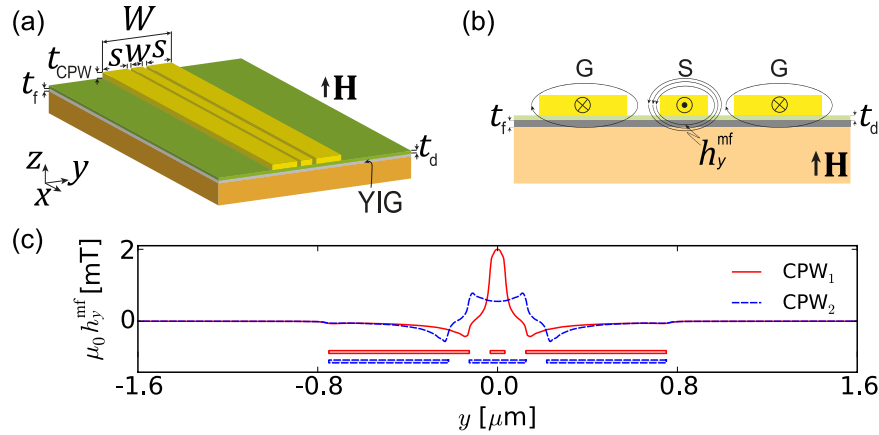 (a)
W
s w s
t_CPW
t_f
H
t_d
z
y
x
YIG
(b)
G S G
t_f
t_d
h_y^mf
H
(c)
μ₀ h_y^mf [mT]
2
0
CPW₁
CPW₂
-1.6 -0.8 0.0 0.8 1.6
y [μm]